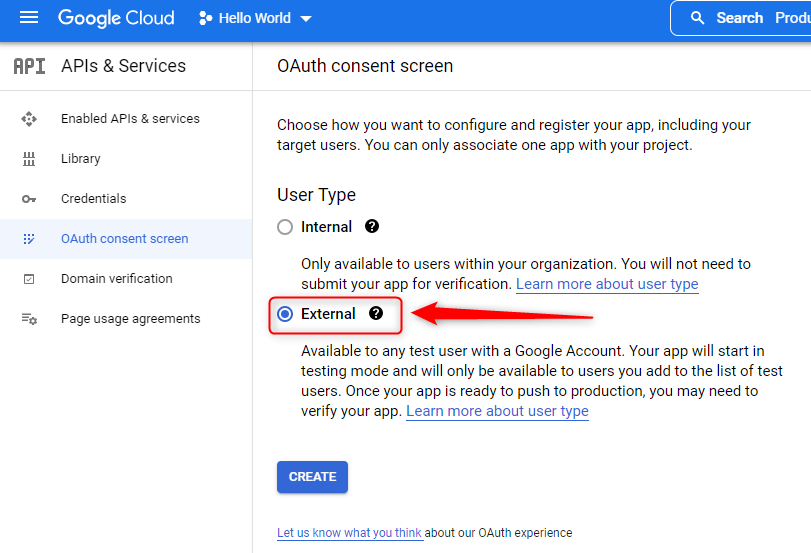 Google Cloud
Hello World
Search Produ
API APIs & Services
OAuth consent screen
Enabled APIs & services
Library
Credentials
OAuth consent screen
Domain verification
Page usage agreements
Choose how you want to configure and register your app, including your
target users. You can only associate one app with your project.
User Type
Internal ?
Only available to users within your organization. You will not need to
submit your app for verification. Learn more about user type
External ?
Available to any test user with a Google Account. Your app will start in
testing mode and will only be available to users you add to the list of test
users. Once your app is ready to push to production, you may need to
verify your app. Learn more about user type
CREATE
Let us know what you think about our OAuth experience